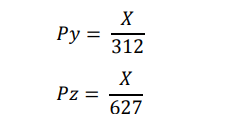 Py = X/312
Pz = X/627